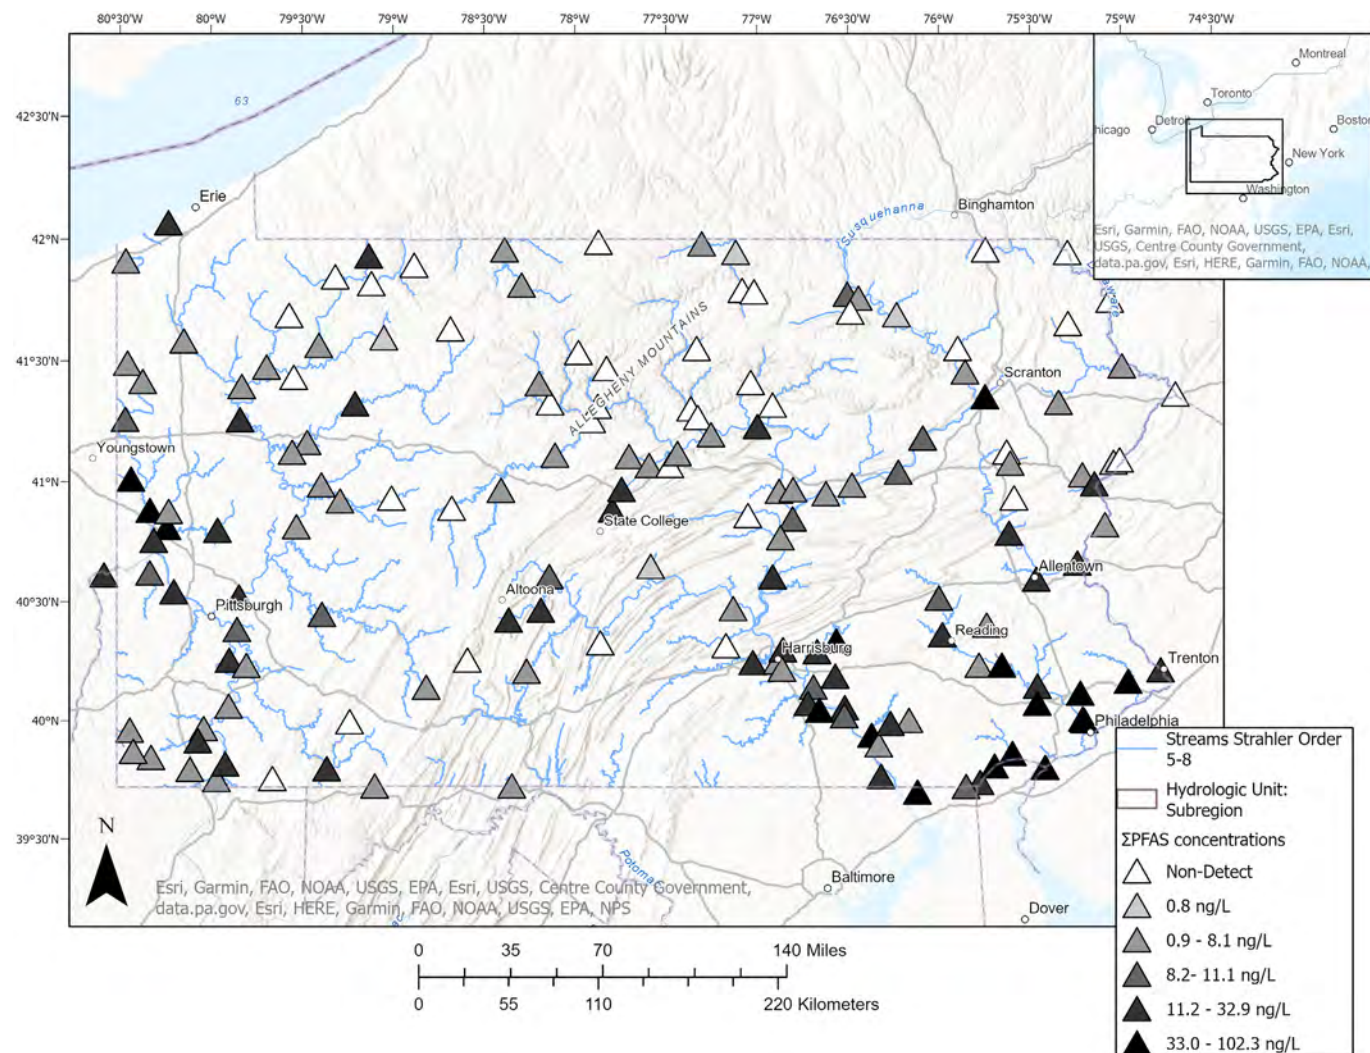 80°30'W 80°W 79°30'W 79°W 78°30'W 78°W 77°30'W 77°W 76°30'W 76°W 75°30'W 75°W 74°30'W
Montreal
Toronto
Detroit
hicago
Boston
New York
Washington
Esri, Garmin, FAO, NOAA, USGS, EPA, Esri,
USGS, Centre County Government,
data.pa.gov, Esri, HERE, Garmin, FAO, NOAA,
42°30'N
42°N
41°30'N
41°N
40°30'N
40°N
39°30'N
63
Erie
Binghamton
Susquehanna
ALLEGHENY MOUNTAINS
Scranton
Youngstown
State College
Allentown
Altoona
Pittsburgh
Reading
Harrisburg
Trenton
Philadelphia
Baltimore
Dover
N
Esri, Garmin, FAO, NOAA, USGS, EPA, Esri, USGS, Centre County Government,
data.pa.gov, Esri, HERE, Garmin, FAO, NOAA, USGS, EPA, NPS
0 35 70 140 Miles
0 55 110 220 Kilometers
Streams Strahler Order
5-8
Hydrologic Unit:
Subregion
ΣPFAS concentrations
Non-Detect
0.8 ng/L
0.9 - 8.1 ng/L
8.2- 11.1 ng/L
11.2 - 32.9 ng/L
33.0 - 102.3 ng/L